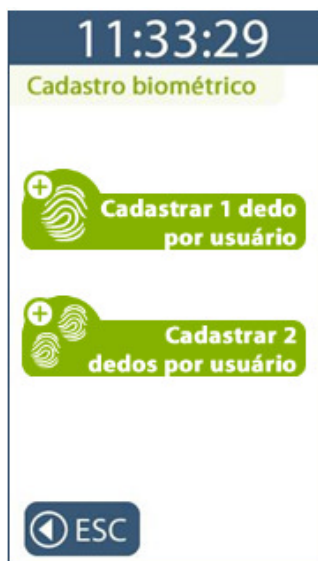 11:33:29
Cadastro biométrico
Cadastrar 1 dedo
por usuário
Cadastrar 2
dedos por usuário
ESC